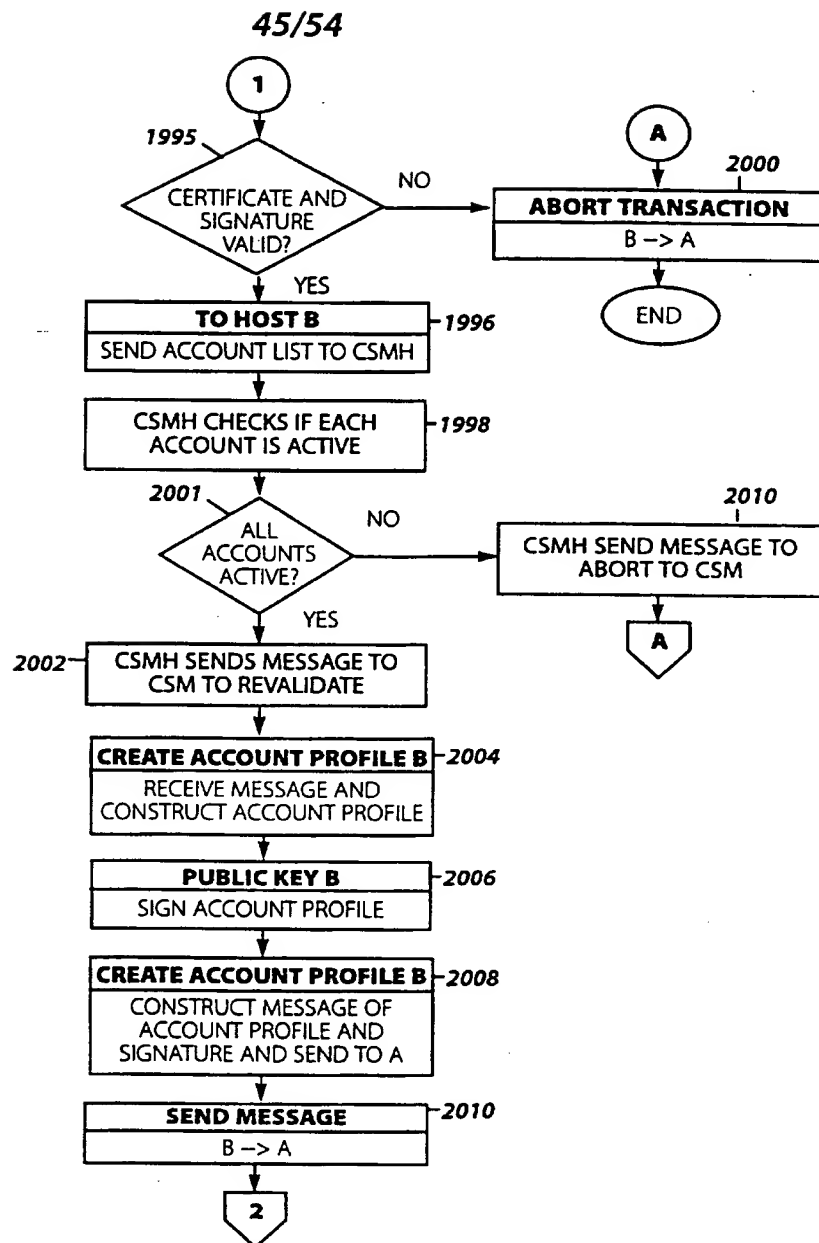 45/54
1
1995
CERTIFICATE AND
SIGNATURE
VALID?
NO
YES
A
2000
ABORT TRANSACTION
B —> A
END
TO HOST B
1996
SEND ACCOUNT LIST TO CSMH
CSMH CHECKS IF EACH
ACCOUNT IS ACTIVE
1998
2001
ALL
ACCOUNTS
ACTIVE?
NO
YES
2010
CSMH SEND MESSAGE TO
ABORT TO CSM
A
2002
CSMH SENDS MESSAGE TO
CSM TO REVALIDATE
CREATE ACCOUNT PROFILE B
2004
RECEIVE MESSAGE AND
CONSTRUCT ACCOUNT PROFILE
PUBLIC KEY B
2006
SIGN ACCOUNT PROFILE
CREATE ACCOUNT PROFILE B
2008
CONSTRUCT MESSAGE OF
ACCOUNT PROFILE AND
SIGNATURE AND SEND TO A
SEND MESSAGE
2010
B —> A
2